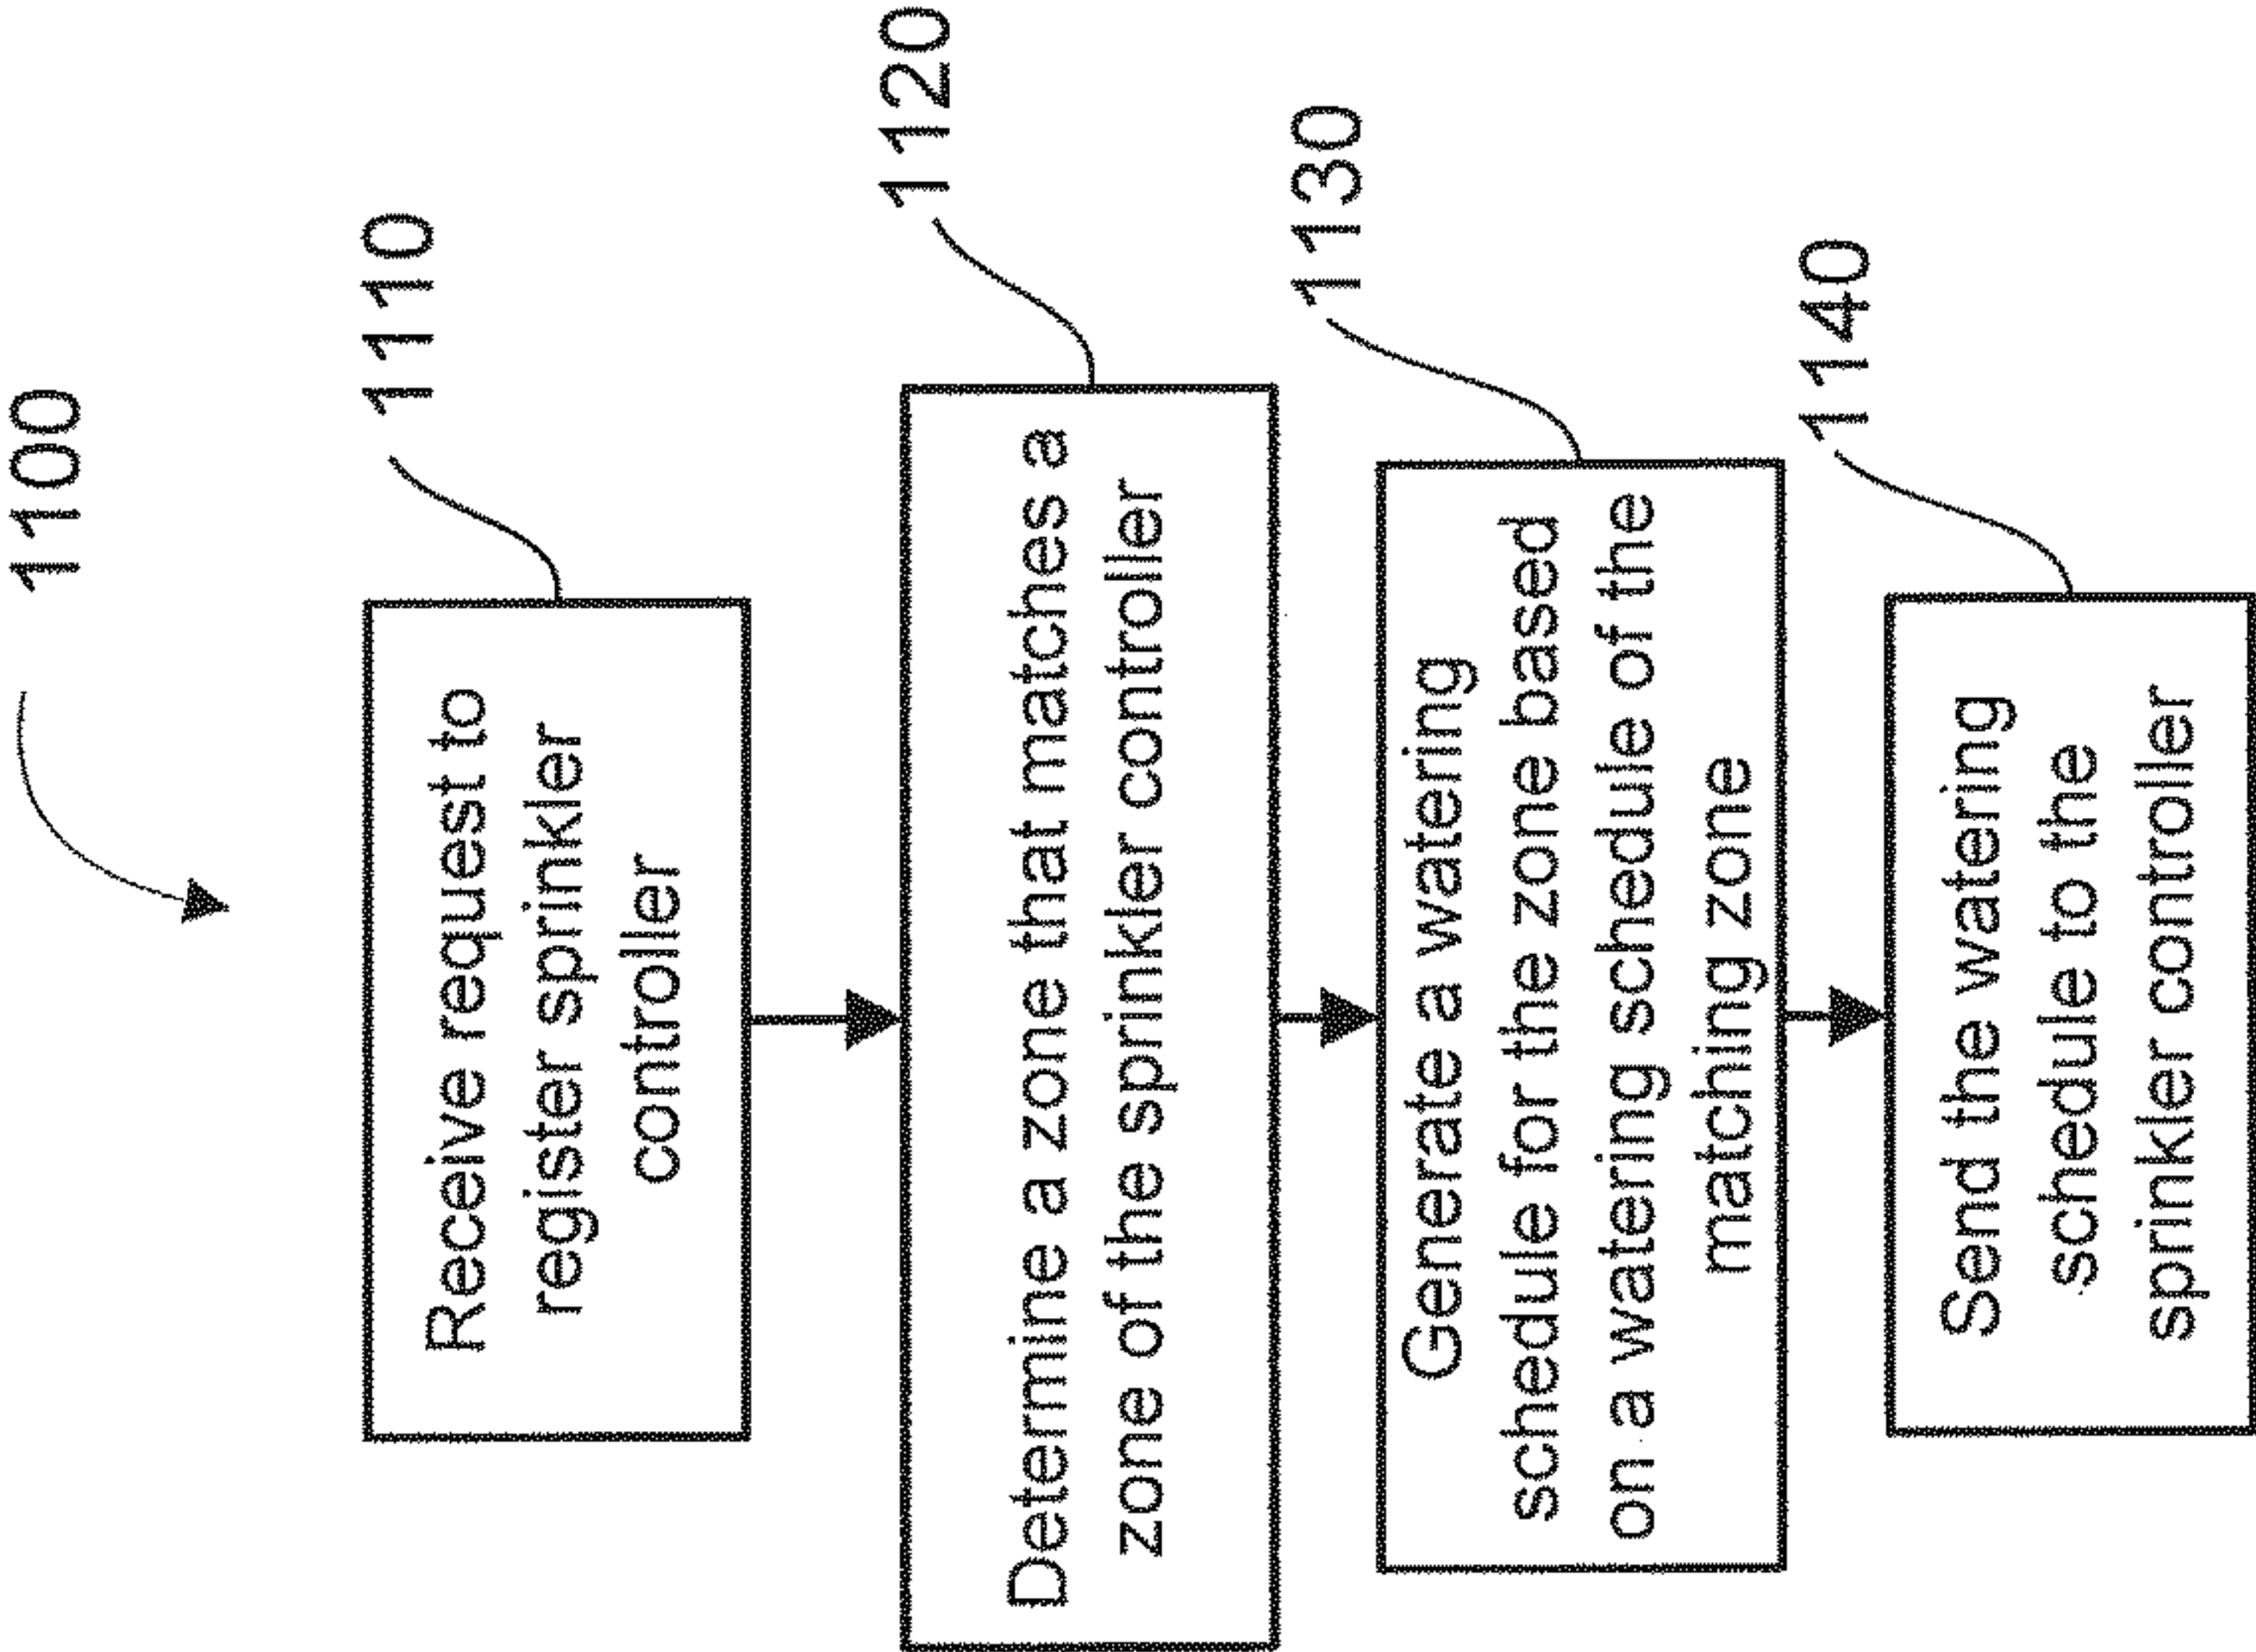 1100
Receive request to
register sprinkler
controller
1110
Determine a zone that matches a
zone of the sprinkler controller
1120
Generate a watering
schedule for the zone based
on a watering schedule of the
matching zone
1130
Send the watering
schedule to the
sprinkler controller
1140